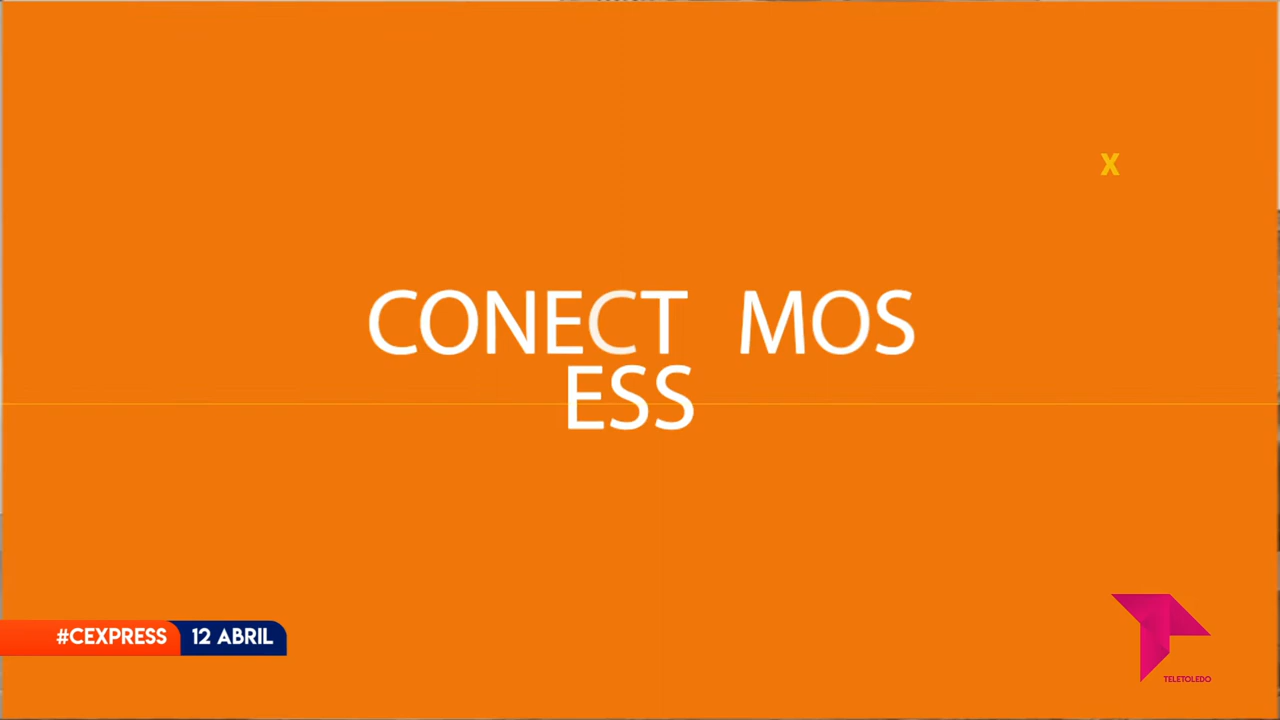 X
CONECT MOS
ESS
#CEXPRESS 12 ABRIL
TELETOLEDO